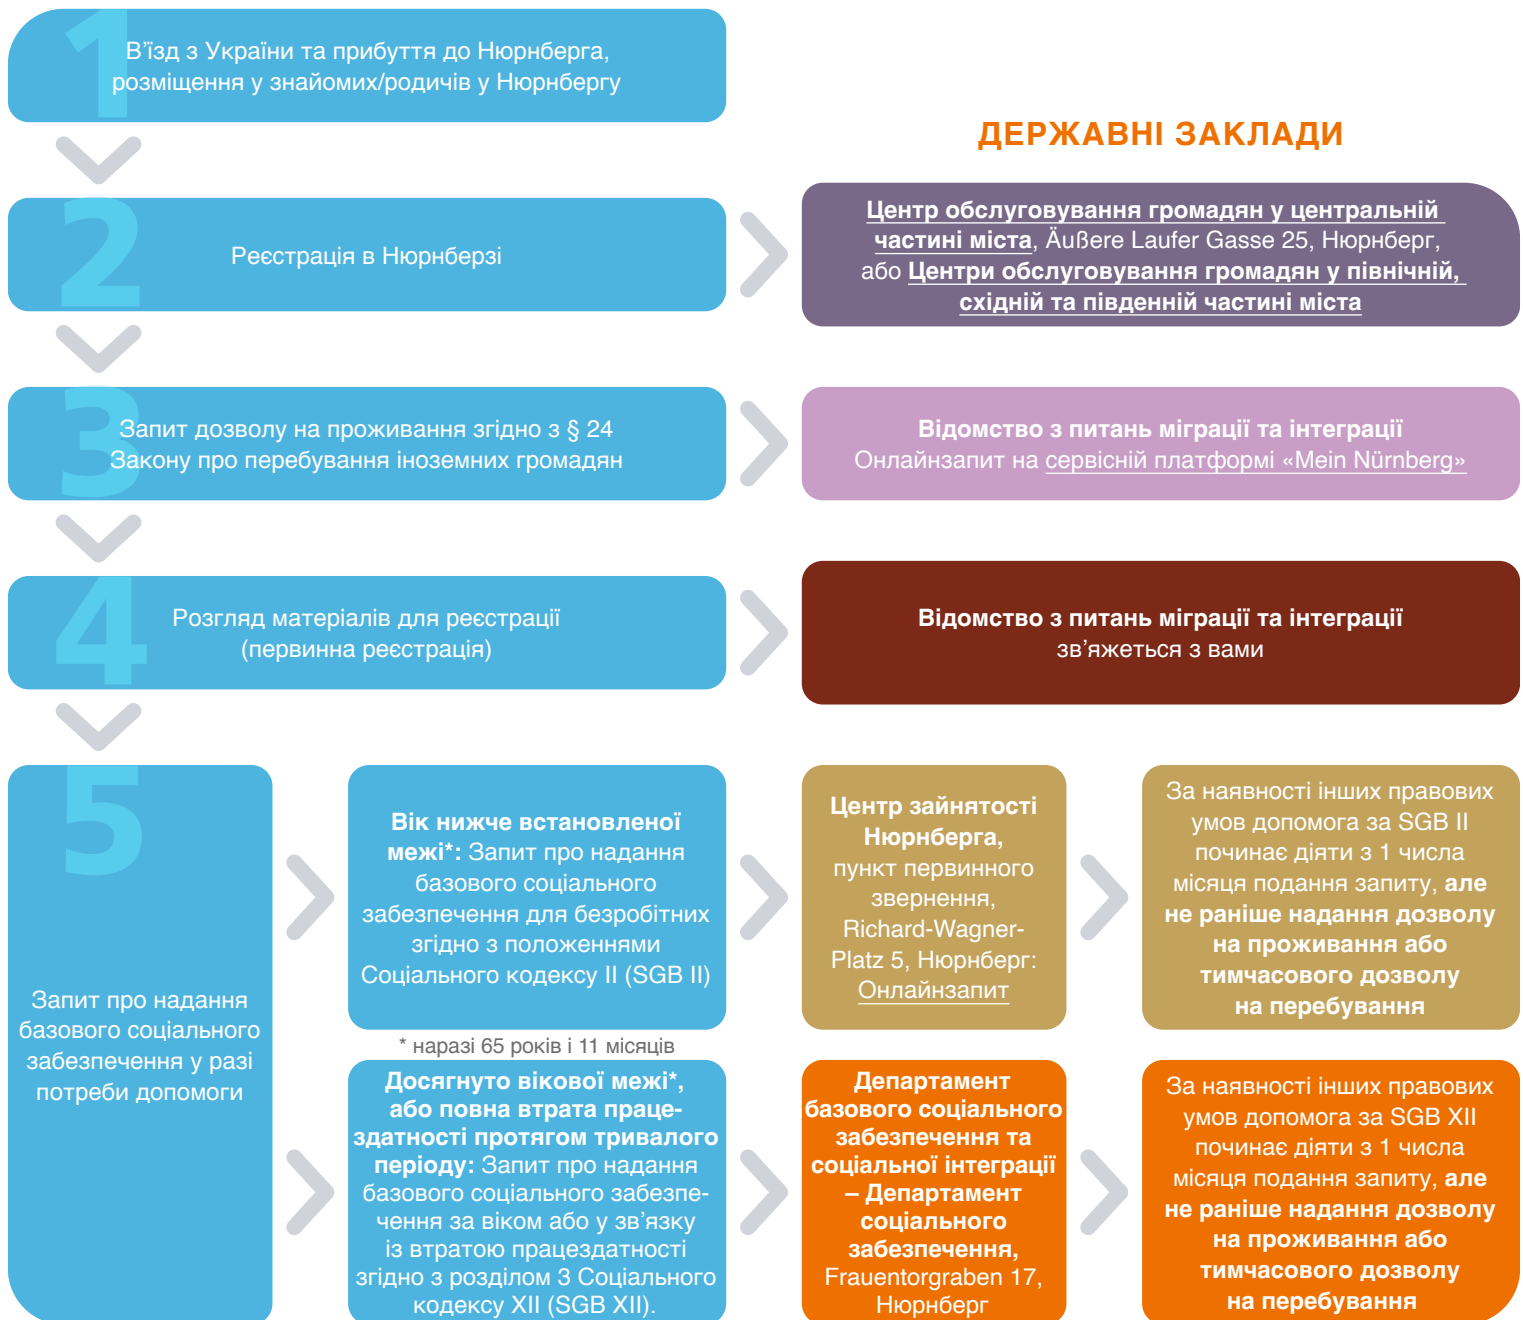 1
В’їзд з України та прибуття до Нюрнберга,
розміщення у знайомих/родичів у Нюрнбергу
ДЕРЖАВНІ ЗАКЛАДИ
2
Реєстрація в Нюрнберзі
Центр обслуговування громадян у центральній
частині міста, Äußere Laufer Gasse 25, Нюрнберг,
або Центри обслуговування громадян у північній,
східній та південній частині міста
3
Запит дозволу на проживання згідно з § 24
Закону про перебування іноземних громадян
Відомство з питань міграції та інтеграції
Онлайнзапит на сервісній платформі «Mein Nürnberg»
4
Розгляд матеріалів для реєстрації
(первинна реєстрація)
Відомство з питань міграції та інтеграції
зв’яжеться з вами
5
Запит про надання
базового соціального
забезпечення у разі
потреби допомоги
Вік нижче встановленої
межі*: Запит про надання
базового соціального
забезпечення для безробітних
згідно з положеннями
Соціального кодексу II (SGB II)
Центр зайнятості
Нюрнберга,
пункт первинного
звернення,
Richard-Wagner-
Platz 5, Нюрнберг:
Онлайнзапит
За наявності інших правових
умов допомога за SGB II
починає діяти з 1 числа
місяця подання запиту, але
не раніше надання дозволу
на проживання або
тимчасового дозволу
на перебування
* наразі 65 років і 11 місяців
Досягнуто вікової межі*,
або повна втрата праце-
здатності протягом тривалого
періоду: Запит про надання
базового соціального забезпе-
чення за віком або у зв’язку
із втратою працездатності
згідно з розділом 3 Соціального
кодексу XII (SGB XII).
Департамент
базового соціального
забезпечення та
соціальної інтеграції
– Департамент
соціального
забезпечення,
Frauentorgraben 17,
Нюрнберг
За наявності інших правових
умов допомога за SGB XII
починає діяти з 1 числа
місяця подання запиту, але
не раніше надання дозволу
на проживання або
тимчасового дозволу
на перебування